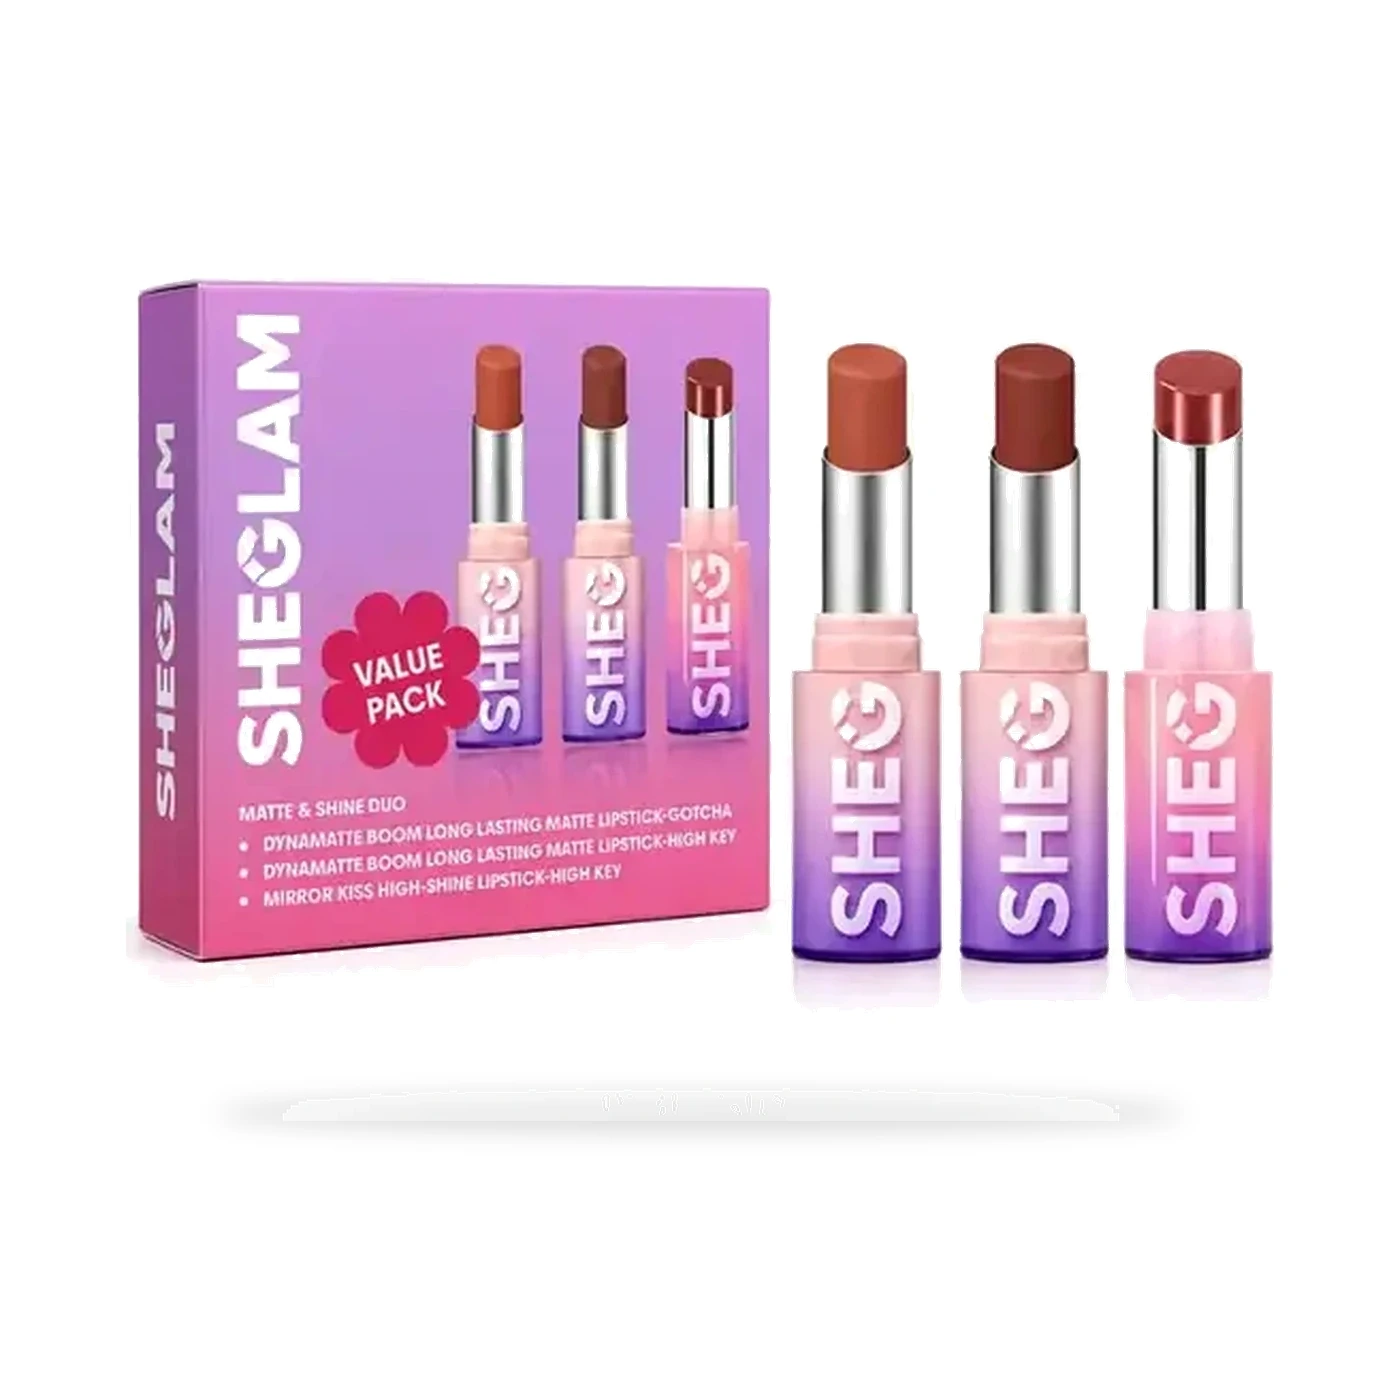 SHEGLAM
SHEGLAM
VALUE
PACK
SHEG
SHEG
SHEG
MATTE & SHINE DUO
• DYNAMATTE BOOM LONG LASTING MATTE LIPSTICK-GOTCHA
• DYNAMATTE BOOM LONG LASTING MATTE LIPSTICK-HIGH KEY
• MIRROR KISS HIGH-SHINE LIPSTICK-HIGH KEY
SHEG
SHEG
SHEG